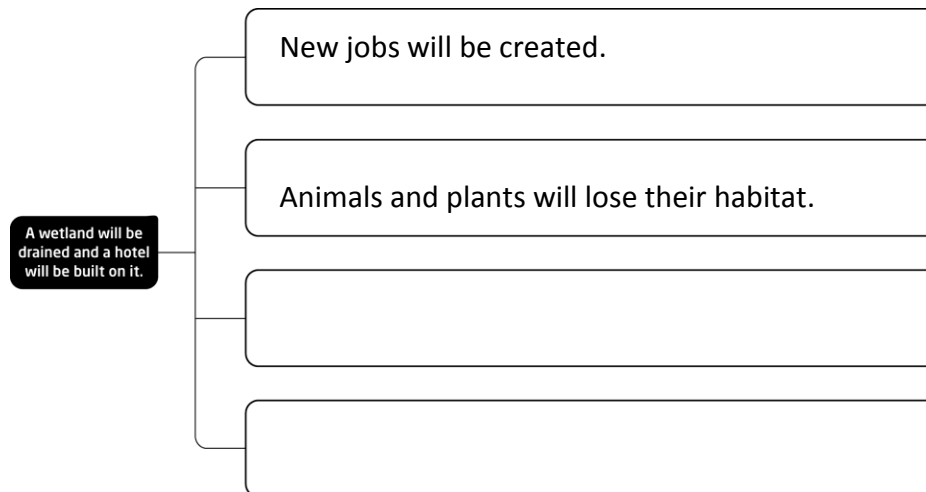 New jobs will be created.
Animals and plants will lose their habitat.
A wetland will be
drained and a hotel
will be built on it.